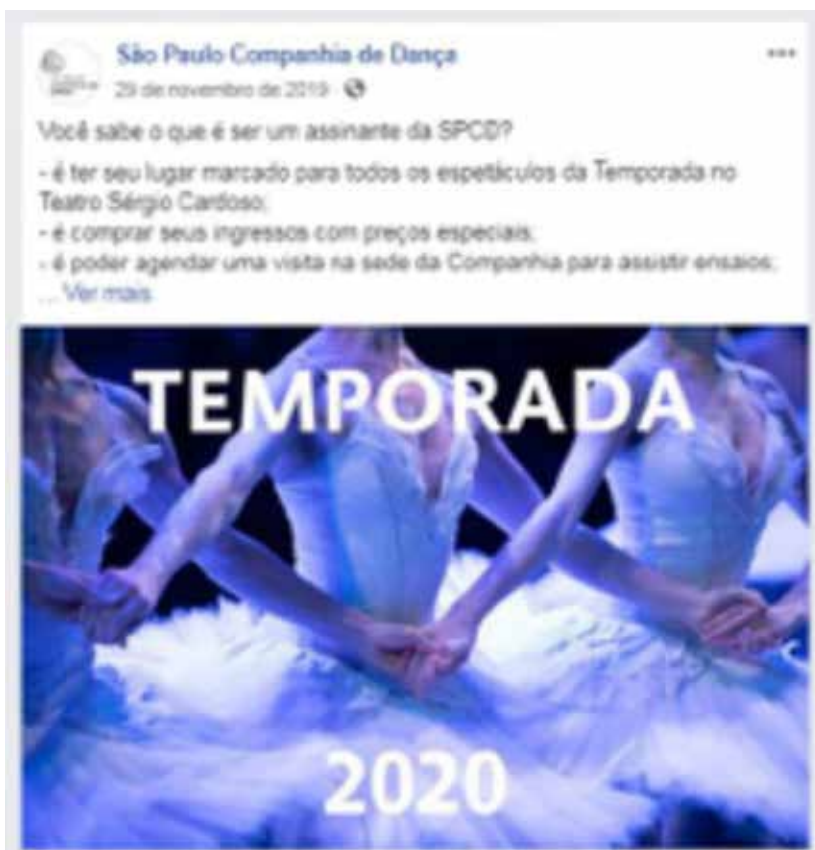 São Paulo Companhia de Dança
29 de novembro de 2019
Você sabe o que é ser um assinante da SPCD?
- é ter seu lugar marcado para todos os espetáculos da Temporada no
Teatro Sérgio Cardoso;
- é comprar seus ingressos com preços especiais;
- é poder agendar uma visita na sede da Companhia para assistir ensaios;
... Ver mais
TEMPORADA
2020